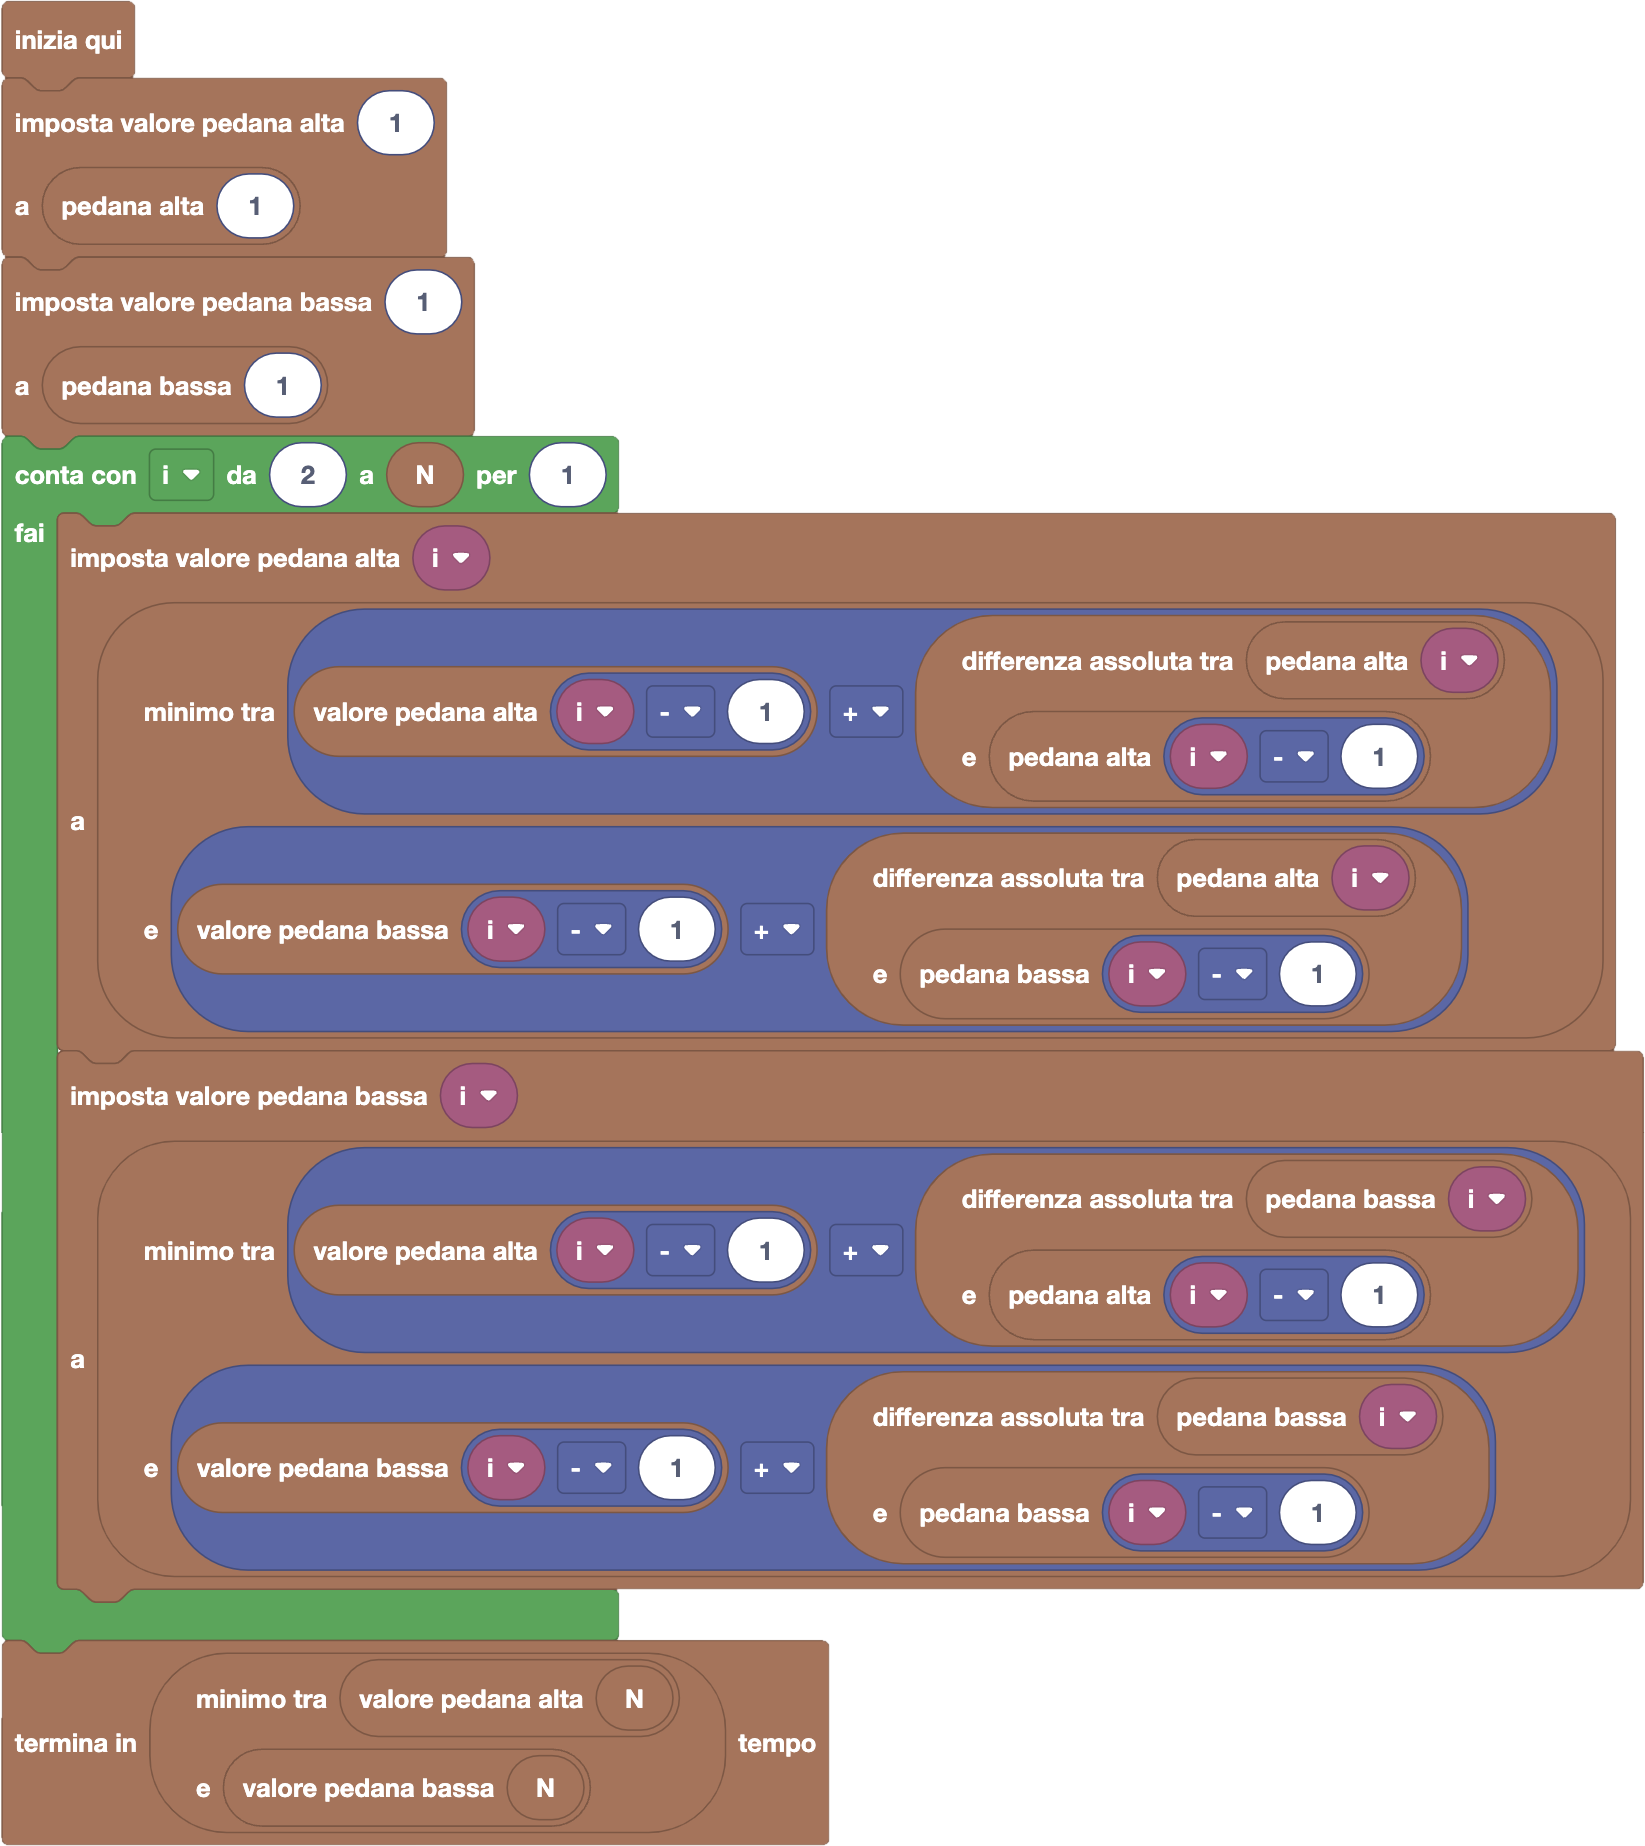 inizia qui
imposta valore pedana alta 1
a pedana alta 1
imposta valore pedana bassa 1
a pedana bassa 1
conta con i da 2 a N per 1
fai
imposta valore pedana alta i
a
minimo tra valore pedana alta i - 1 + differenza assoluta tra pedana alta i
e pedana alta i - 1
e valore pedana bassa i - 1 + differenza assoluta tra pedana alta i
e pedana bassa i - 1
imposta valore pedana bassa i
a
minimo tra valore pedana alta i - 1 + differenza assoluta tra pedana bassa i
e pedana alta i - 1
e valore pedana bassa i - 1 + differenza assoluta tra pedana bassa i
e pedana bassa i - 1
termina in minimo tra valore pedana alta N
e valore pedana bassa N
tempo